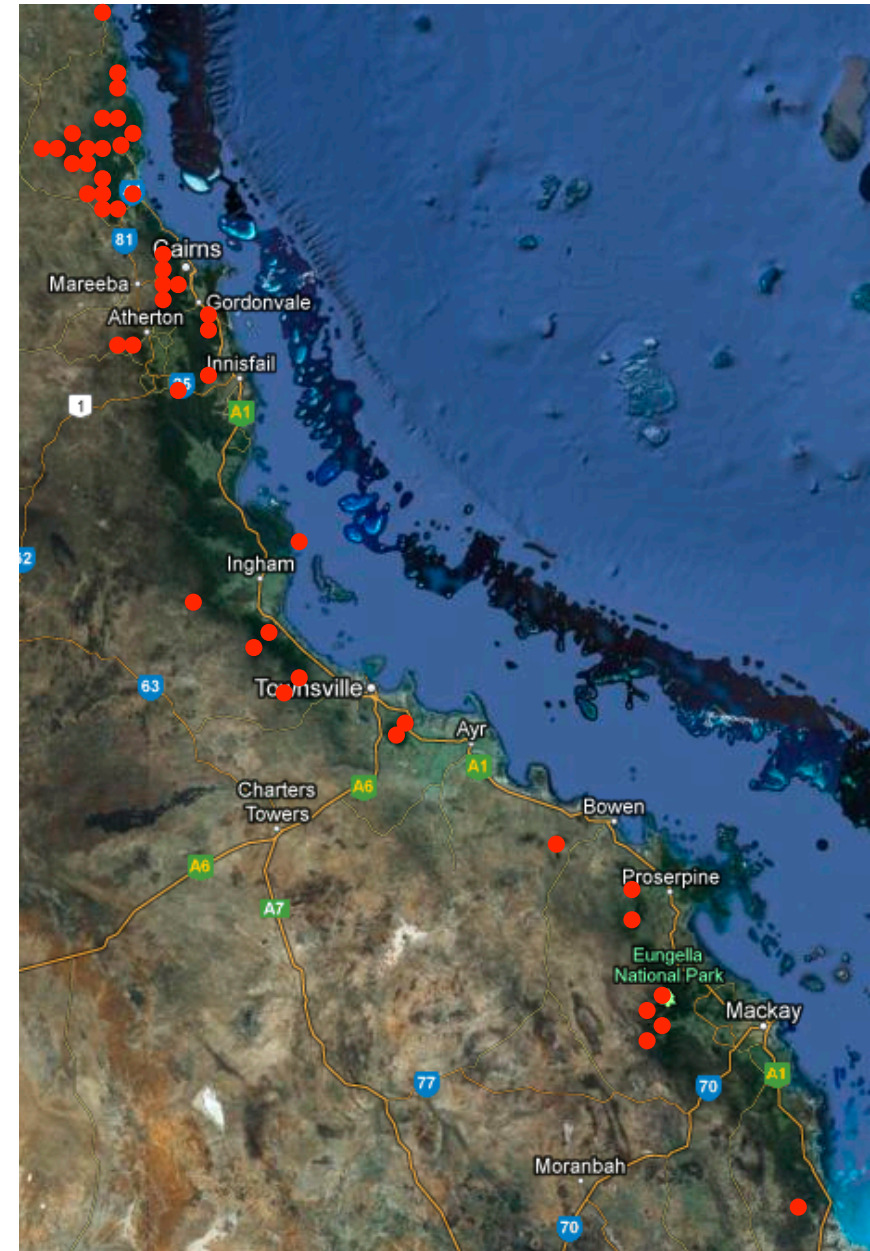 81
Cairns
Mareeba
Gordonvale
Atherton
Innisfail
25
1
A1
Ingham
63
Townsville
Ayr
A1
A6
Charters
Towers
Bowen
A6
Proserpine
A7
Eungella
National Park
Mackay
A1
77
70
Moranbah
70